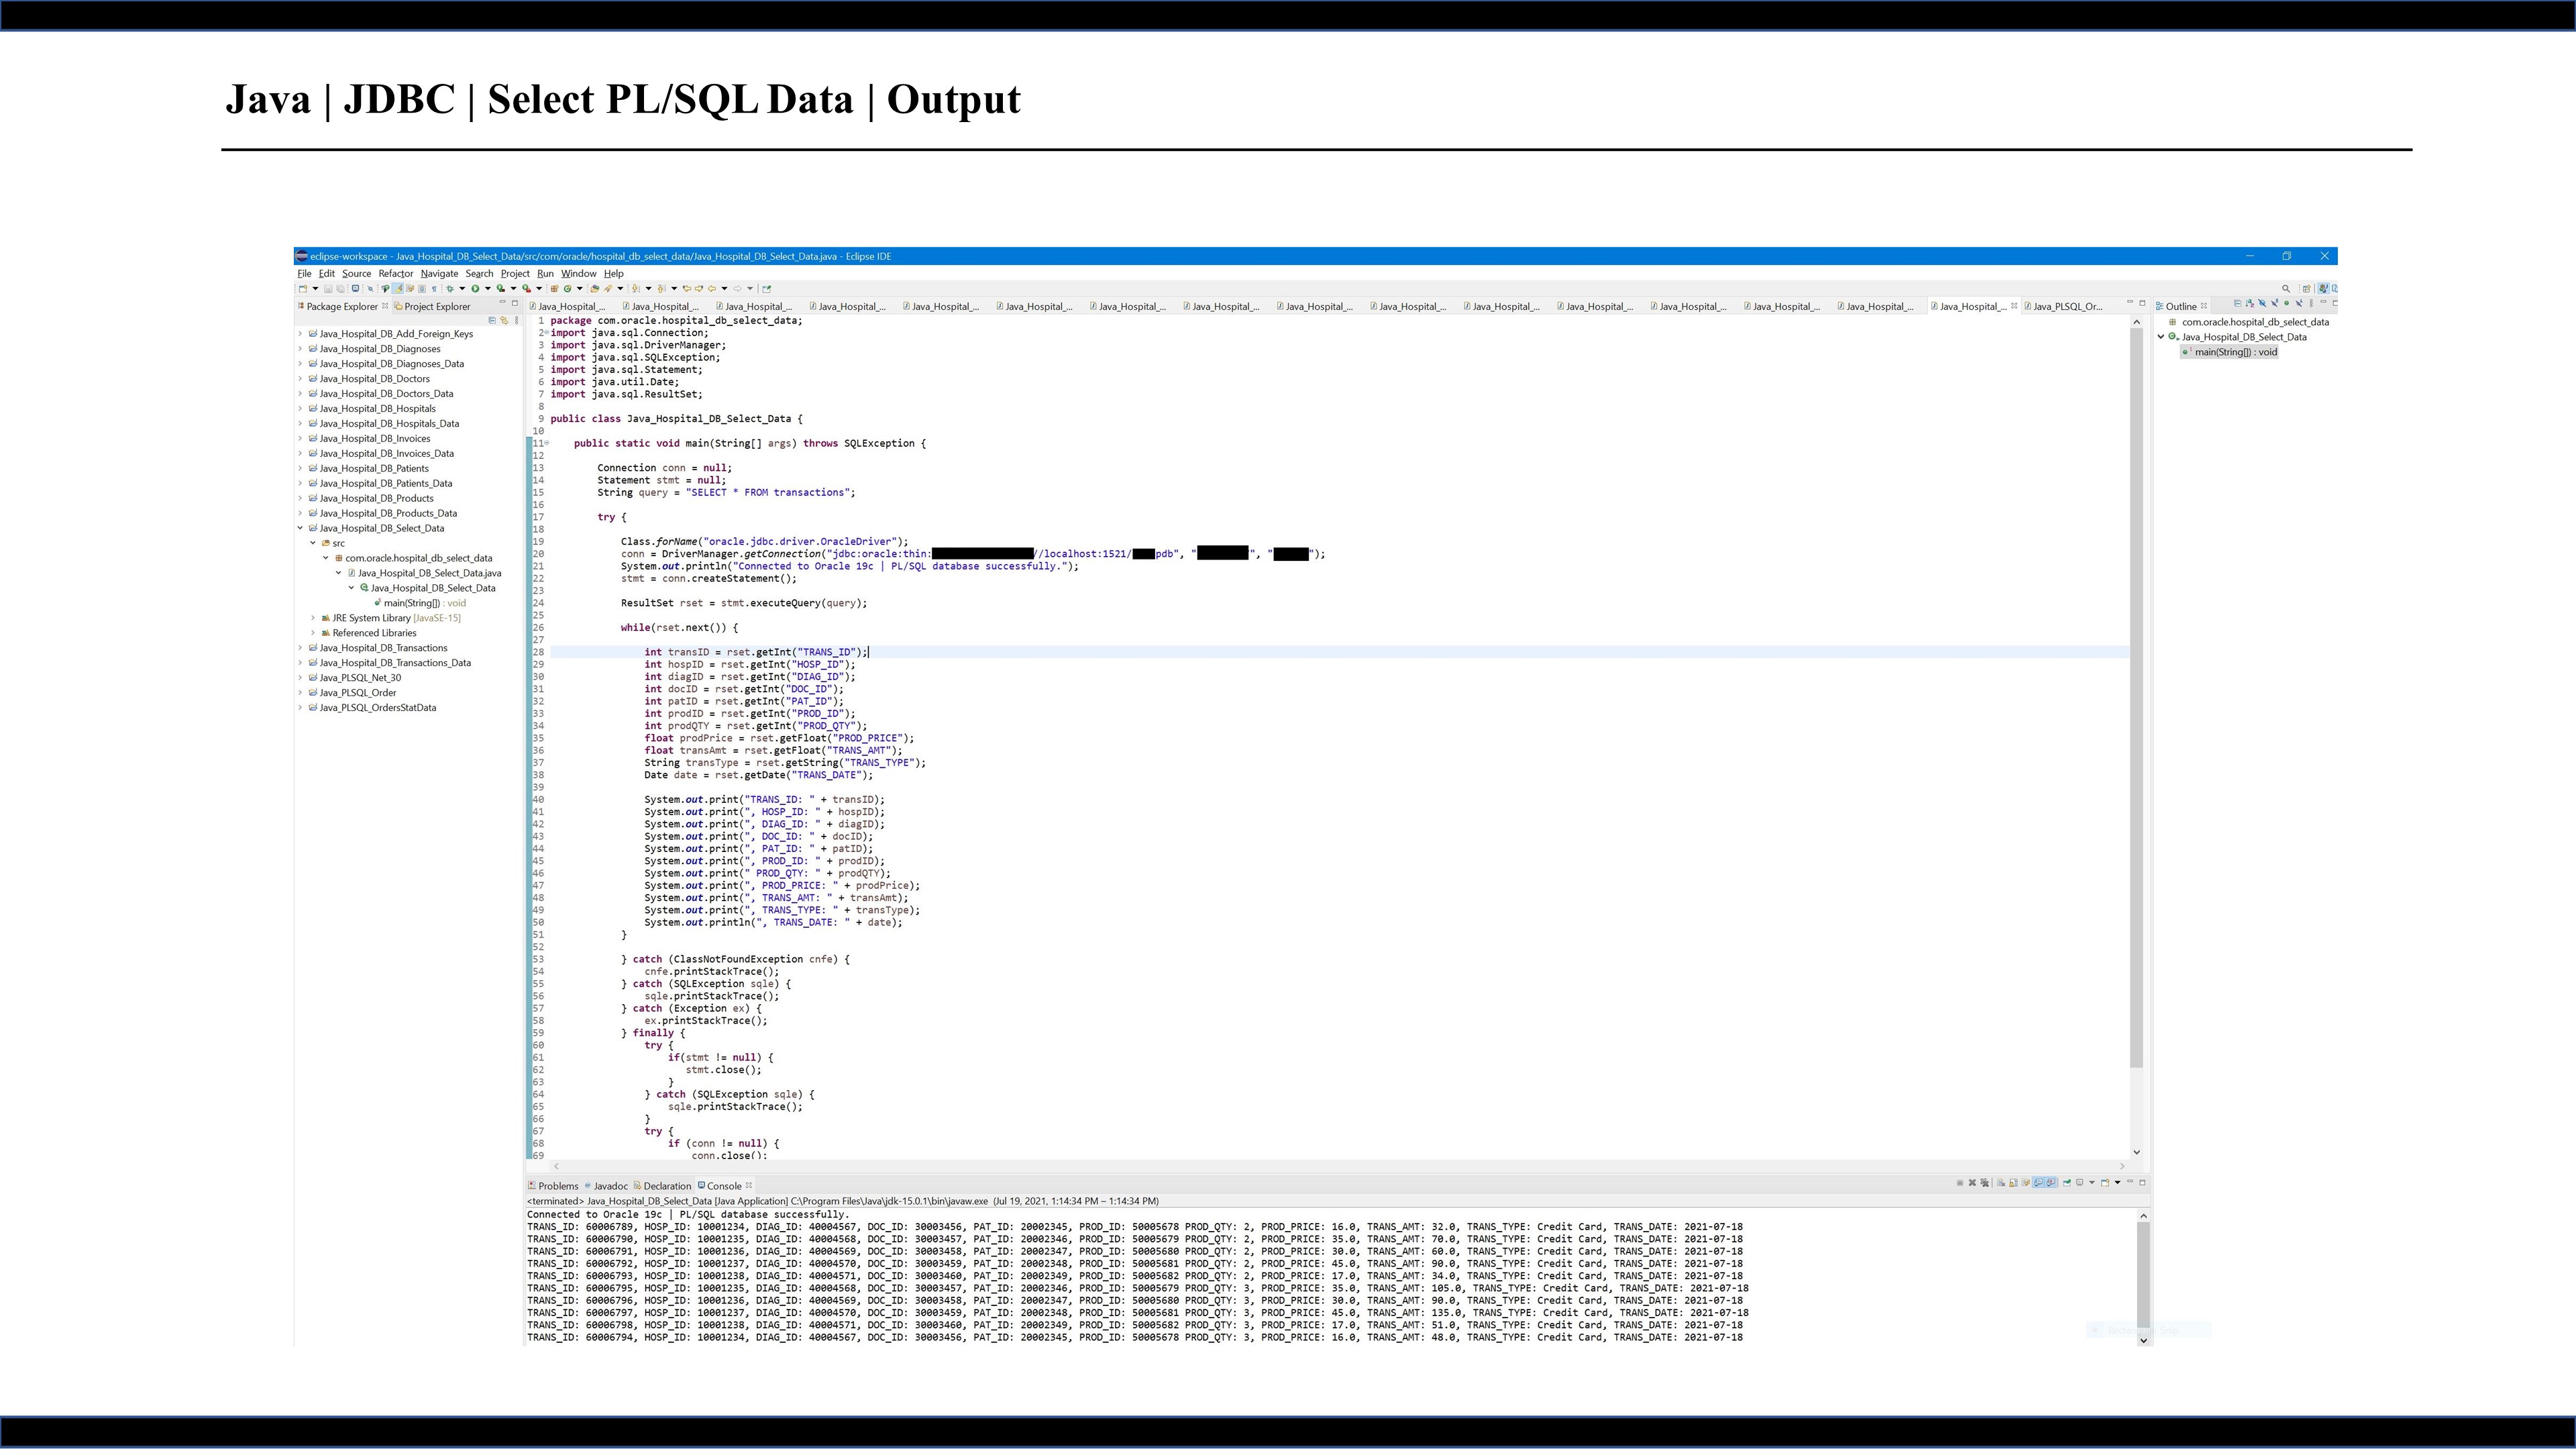 Java | JDBC | Select PL/SQL Data | Output
eclipse-workspace - Java_Hospital_DB_Select_Data/src/com/oracle/hospital_db_select_data/Java_Hospital_DB_Select_Data.java - Eclipse IDE
File Edit Source Refactor Navigate Search Project Run Window Help
Package Explorer Project Explorer
Java_Hospital_DB_Add_Foreign_Keys
Java_Hospital_DB_Diagnoses
Java_Hospital_DB_Diagnoses_Data
Java_Hospital_DB_Doctors
Java_Hospital_DB_Doctors_Data
Java_Hospital_DB_Hospitals
Java_Hospital_DB_Hospitals_Data
Java_Hospital_DB_Invoices
Java_Hospital_DB_Invoices_Data
Java_Hospital_DB_Patients
Java_Hospital_DB_Patients_Data
Java_Hospital_DB_Products
Java_Hospital_DB_Products_Data
Java_Hospital_DB_Select_Data
src
com.oracle.hospital_db_select_data
Java_Hospital_DB_Select_Data.java
Java_Hospital_DB_Select_Data
main(String[]) : void
JRE System Library [JavaSE-15]
Referenced Libraries
Java_Hospital_DB_Transactions
Java_Hospital_DB_Transactions_Data
Java_PLSQL_Net_30
Java_PLSQL_Order
Java_PLSQL_OrdersStatData
Java_Hospital_... Java_Hospital_... Java_Hospital_... Java_Hospital_... Java_Hospital_... Java_Hospital_... Java_Hospital_... Java_Hospital_... Java_Hospital_... Java_Hospital_... Java_Hospital_... Java_Hospital_... Java_Hospital_... Java_Hospital_... Java_Hospital_... Java_Hospital_... Java_PLSQL_Or...
1 package com.oracle.hospital_db_select_data;
2 import java.sql.Connection;
3 import java.sql.DriverManager;
4 import java.sql.SQLException;
5 import java.sql.Statement;
6 import java.util.Date;
7 import java.sql.ResultSet;
8
9 public class Java_Hospital_DB_Select_Data {
10
11 public static void main(String[] args) throws SQLException {
12
13 Connection conn = null;
14 Statement stmt = null;
15 String query = "SELECT * FROM transactions";
16
17 try {
18
19 Class.forName("oracle.jdbc.driver.OracleDriver");
20 conn = DriverManager.getConnection("jdbc:oracle:thin: //localhost:1521/ pdb", " ", " ");
21 System.out.println("Connected to Oracle 19c | PL/SQL database successfully.");
22 stmt = conn.createStatement();
23
24 ResultSet rset = stmt.executeQuery(query);
25
26 while(rset.next()) {
27
28 int transID = rset.getInt("TRANS_ID");
29 int hospID = rset.getInt("HOSP_ID");
30 int diagID = rset.getInt("DIAG_ID");
31 int docID = rset.getInt("DOC_ID");
32 int patID = rset.getInt("PAT_ID");
33 int prodID = rset.getInt("PROD_ID");
34 int prodQTY = rset.getInt("PROD_QTY");
35 float prodPrice = rset.getFloat("PROD_PRICE");
36 float transAmt = rset.getFloat("TRANS_AMT");
37 String transType = rset.getString("TRANS_TYPE");
38 Date date = rset.getDate("TRANS_DATE");
39
40 System.out.print("TRANS_ID: " + transID);
41 System.out.print(", HOSP_ID: " + hospID);
42 System.out.print(", DIAG_ID: " + diagID);
43 System.out.print(", DOC_ID: " + docID);
44 System.out.print(", PAT_ID: " + patID);
45 System.out.print(", PROD_ID: " + prodID);
46 System.out.print(" PROD_QTY: " + prodQTY);
47 System.out.print(", PROD_PRICE: " + prodPrice);
48 System.out.print(", TRANS_AMT: " + transAmt);
49 System.out.print(", TRANS_TYPE: " + transType);
50 System.out.println(", TRANS_DATE: " + date);
51 }
52
53 } catch (ClassNotFoundException cnfe) {
54 cnfe.printStackTrace();
55 } catch (SQLException sqle) {
56 sqle.printStackTrace();
57 } catch (Exception ex) {
58 ex.printStackTrace();
59 } finally {
60 try {
61 if(stmt != null) {
62 stmt.close();
63 }
64 } catch (SQLException sqle) {
65 sqle.printStackTrace();
66 }
67 try {
68 if (conn != null) {
69 conn.close();
Outline
com.oracle.hospital_db_select_data
Java_Hospital_DB_Select_Data
main(String[]) : void
Problems Javadoc Declaration Console
<terminated> Java_Hospital_DB_Select_Data [Java Application] C:\Program Files\Java\jdk-15.0.1\bin\javaw.exe (Jul 19, 2021, 1:14:34 PM – 1:14:34 PM)
Connected to Oracle 19c | PL/SQL database successfully.
TRANS_ID: 60006789, HOSP_ID: 10001234, DIAG_ID: 40004567, DOC_ID: 30003456, PAT_ID: 20002345, PROD_ID: 50005678 PROD_QTY: 2, PROD_PRICE: 16.0, TRANS_AMT: 32.0, TRANS_TYPE: Credit Card, TRANS_DATE: 2021-07-18
TRANS_ID: 60006790, HOSP_ID: 10001235, DIAG_ID: 40004568, DOC_ID: 30003457, PAT_ID: 20002346, PROD_ID: 50005679 PROD_QTY: 2, PROD_PRICE: 35.0, TRANS_AMT: 70.0, TRANS_TYPE: Credit Card, TRANS_DATE: 2021-07-18
TRANS_ID: 60006791, HOSP_ID: 10001236, DIAG_ID: 40004569, DOC_ID: 30003458, PAT_ID: 20002347, PROD_ID: 50005680 PROD_QTY: 2, PROD_PRICE: 30.0, TRANS_AMT: 60.0, TRANS_TYPE: Credit Card, TRANS_DATE: 2021-07-18
TRANS_ID: 60006792, HOSP_ID: 10001237, DIAG_ID: 40004570, DOC_ID: 30003459, PAT_ID: 20002348, PROD_ID: 50005681 PROD_QTY: 2, PROD_PRICE: 45.0, TRANS_AMT: 90.0, TRANS_TYPE: Credit Card, TRANS_DATE: 2021-07-18
TRANS_ID: 60006793, HOSP_ID: 10001238, DIAG_ID: 40004571, DOC_ID: 30003460, PAT_ID: 20002349, PROD_ID: 50005682 PROD_QTY: 2, PROD_PRICE: 17.0, TRANS_AMT: 34.0, TRANS_TYPE: Credit Card, TRANS_DATE: 2021-07-18
TRANS_ID: 60006795, HOSP_ID: 10001235, DIAG_ID: 40004568, DOC_ID: 30003457, PAT_ID: 20002346, PROD_ID: 50005679 PROD_QTY: 3, PROD_PRICE: 35.0, TRANS_AMT: 105.0, TRANS_TYPE: Credit Card, TRANS_DATE: 2021-07-18
TRANS_ID: 60006796, HOSP_ID: 10001236, DIAG_ID: 40004569, DOC_ID: 30003458, PAT_ID: 20002347, PROD_ID: 50005680 PROD_QTY: 3, PROD_PRICE: 30.0, TRANS_AMT: 90.0, TRANS_TYPE: Credit Card, TRANS_DATE: 2021-07-18
TRANS_ID: 60006797, HOSP_ID: 10001237, DIAG_ID: 40004570, DOC_ID: 30003459, PAT_ID: 20002348, PROD_ID: 50005681 PROD_QTY: 3, PROD_PRICE: 45.0, TRANS_AMT: 135.0, TRANS_TYPE: Credit Card, TRANS_DATE: 2021-07-18
TRANS_ID: 60006798, HOSP_ID: 10001238, DIAG_ID: 40004571, DOC_ID: 30003460, PAT_ID: 20002349, PROD_ID: 50005682 PROD_QTY: 3, PROD_PRICE: 17.0, TRANS_AMT: 51.0, TRANS_TYPE: Credit Card, TRANS_DATE: 2021-07-18
TRANS_ID: 60006794, HOSP_ID: 10001234, DIAG_ID: 40004567, DOC_ID: 30003456, PAT_ID: 20002345, PROD_ID: 50005678 PROD_QTY: 3, PROD_PRICE: 16.0, TRANS_AMT: 48.0, TRANS_TYPE: Credit Card, TRANS_DATE: 2021-07-18